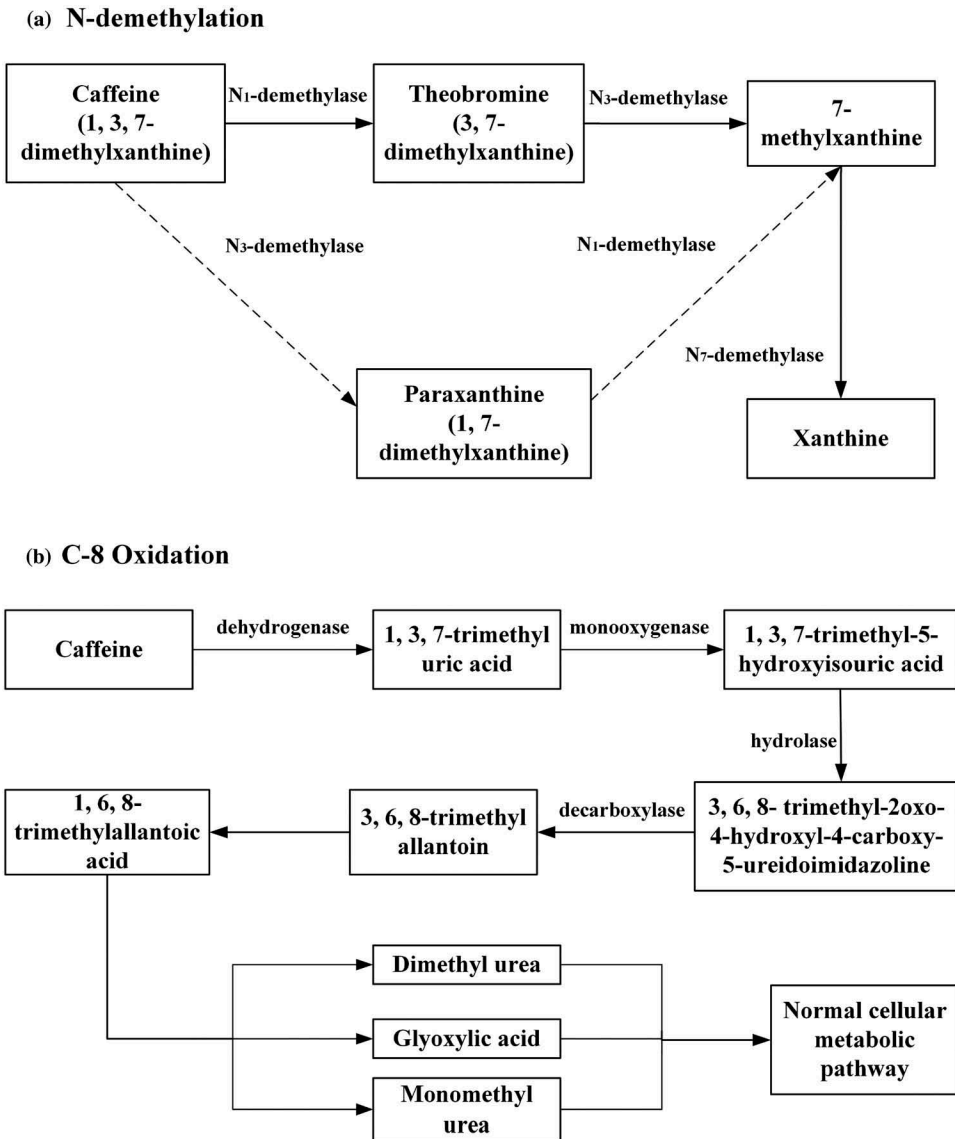 (a) N-demethylation
Caffeine
(1, 3, 7-
dimethylxanthine)
N1-demethylase
Theobromine
(3, 7-
dimethylxanthine)
N3-demethylase
7-
methylxanthine
N3-demethylase
N1-demethylase
N7-demethylase
Paraxanthine
(1, 7-
dimethylxanthine)
Xanthine
(b) C-8 Oxidation
Caffeine
dehydrogenase
1, 3, 7-trimethyl
uric acid
monooxygenase
1, 3, 7-trimethyl-5-
hydroxyisouric acid
hydrolase
3, 6, 8- trimethyl-2oxo-
4-hydroxyl-4-carboxy-
5-ureidoimidazoline
decarboxylase
3, 6, 8-trimethyl
allantoin
1, 6, 8-
trimethylallantoic
acid
Dimethyl urea
Glyoxylic acid
Monomethyl
urea
Normal cellular
metabolic
pathway